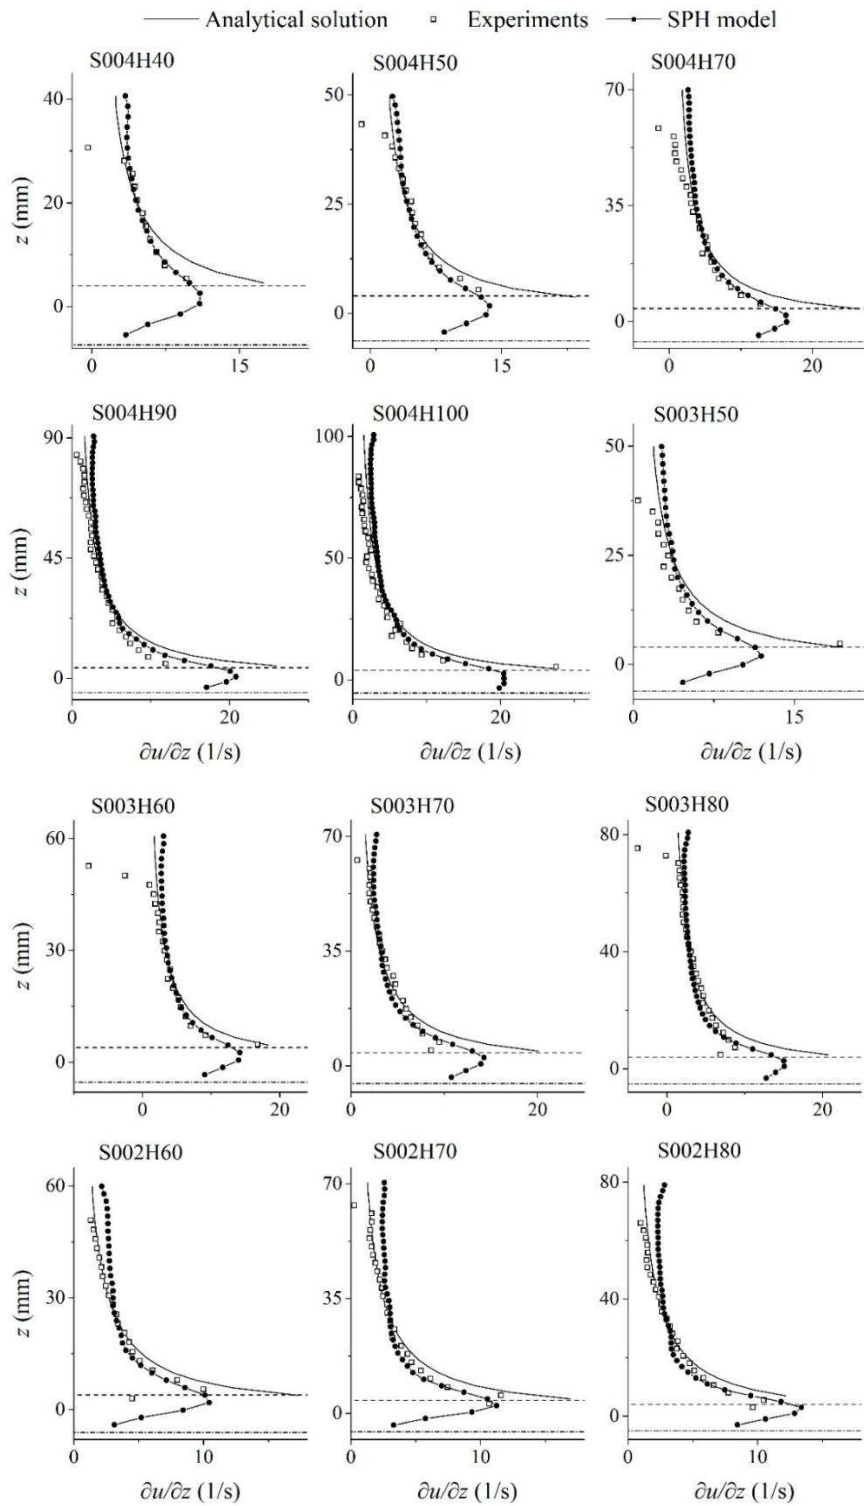 Analytical solution Experiments SPH model
S004H40 S004H50 S004H70
40 50 70
z (mm)
20 25 35
0 0 0
0 15 0 15 0 10 20
S004H90 S004H100 S003H50
90 100 50
z (mm)
45 50 25
0 0 0
0 20 0 20 0 15
∂u/∂z (1/s) ∂u/∂z (1/s) ∂u/∂z (1/s)
S003H60 S003H70 S003H80
60 70 80
z (mm)
30 35 40
0 0 0
0 20 0 10 20 0 10 20
S002H60 S002H70 S002H80
60 70 80
z (mm)
30 35 40
0 0 0
0 10 0 10 0 10
∂u/∂z (1/s) ∂u/∂z (1/s) ∂u/∂z (1/s)